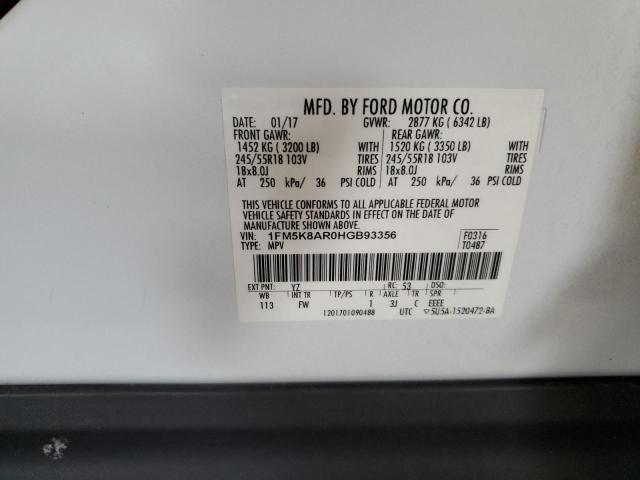 MFD. BY FORD MOTOR CO.
DATE: 01/17 GVWR: 2877 KG ( 6342 LB)
FRONT GAWR: REAR GAWR:
1452 KG ( 3200 LB) WITH 1520 KG ( 3350 LB) WITH
245/55R18 103V TIRES 245/55R18 103V TIRES
18x8.0J RIMS 18x8.0J RIMS
AT 250 kPa/ 36 PSI COLD AT 250 kPa/ 36 PSI COLD
THIS VEHICLE CONFORMS TO ALL APPLICABLE FEDERAL MOTOR
VEHICLE SAFETY STANDARDS IN EFFECT ON THE DATE OF
MANUFACTURE SHOWN ABOVE.
VIN: 1FM5K8AR0HGB93356 F0316
TYPE: MPV T0487
EXT PNT: YZ RC: 53 DSO:
WB INT TR TP/PS R AXLE TR SPR
113 FW 1 3J C EEEE
1201701090488 UTC ▽5U5A-1520472-BA